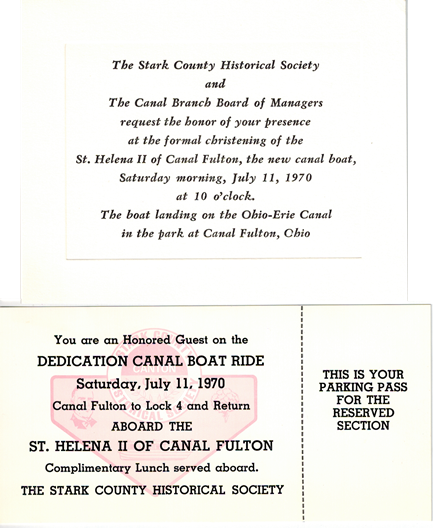 The Stark County Historical Society
and
The Canal Branch Board of Managers
request the honor of your presence
at the formal christening of the
St. Helena II of Canal Fulton, the new canal boat,
Saturday morning, July 11, 1970
at 10 o'clock.
The boat landing on the Ohio-Erie Canal
in the park at Canal Fulton, Ohio
You are an Honored Guest on the
DEDICATION CANAL BOAT RIDE
Saturday, July 11, 1970
Canal Fulton to Lock 4 and Return
ABOARD THE
ST. HELENA II OF CANAL FULTON
Complimentary Lunch served aboard.
THE STARK COUNTY HISTORICAL SOCIETY
THIS IS YOUR
PARKING PASS
FOR THE
RESERVED
SECTION
STARK COUNTY
CANTON